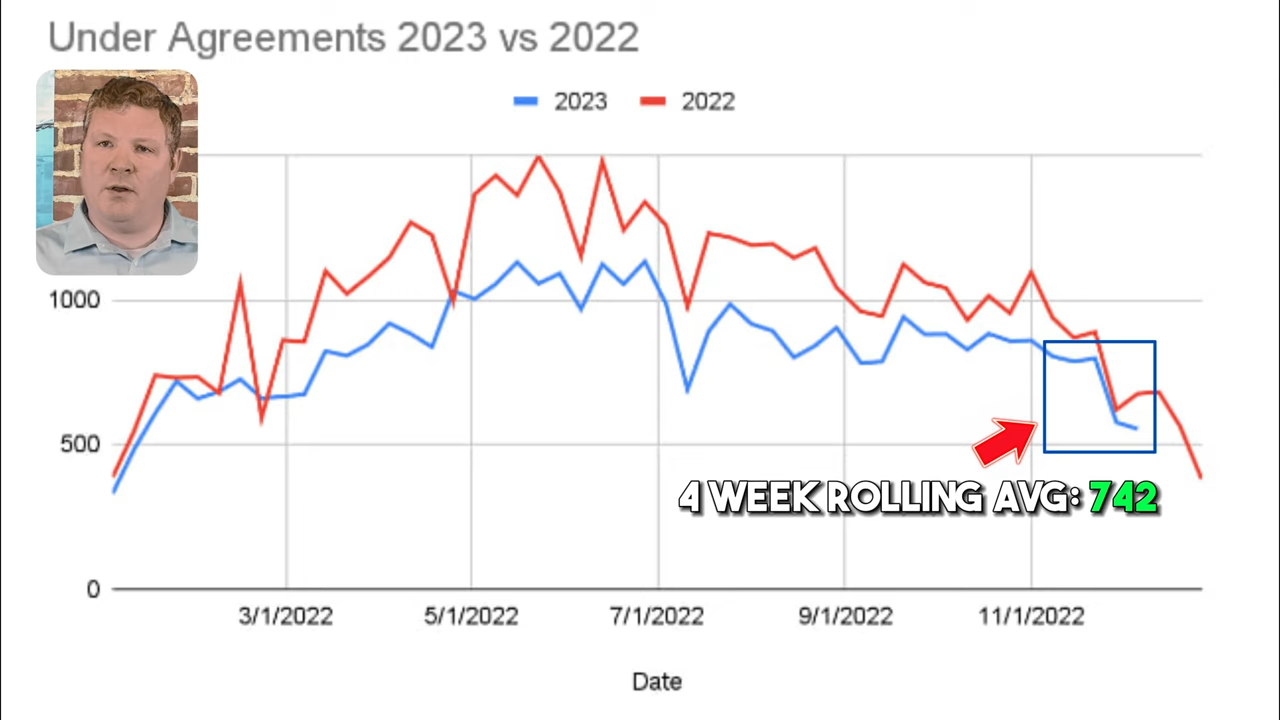 Under Agreements 2023 vs 2022
2023 2022
1000
500
4 WEEK ROLLING AVG: 742
0
3/1/2022 5/1/2022 7/1/2022 9/1/2022 11/1/2022
Date